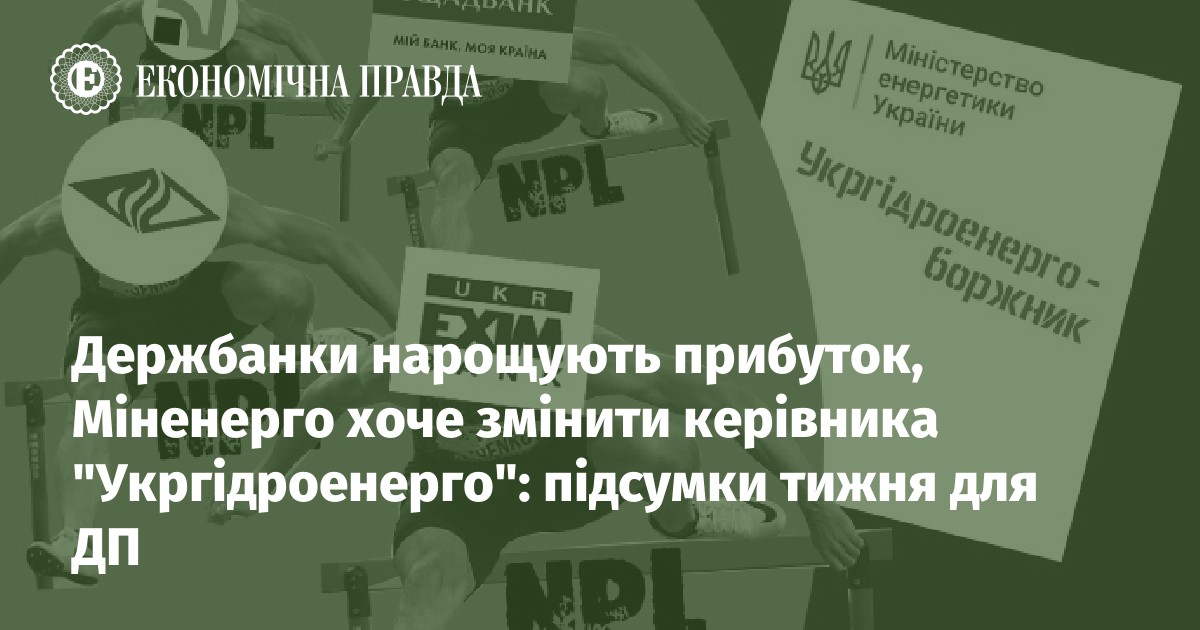 ОЩАДБАНК
МІЙ БАНК, МОЯ КРАЇНА
ЕКОНОМІЧНА ПРАВДА
NPL
NPL
Міністерство
енергетики
України
Укргідроенерго -
боржник
UKR
EXIM
Держбанки нарощують прибуток,
Міненерго хоче змінити керівника
"Укргідроенерго": підсумки тижня для
ДП
NPL
NPL